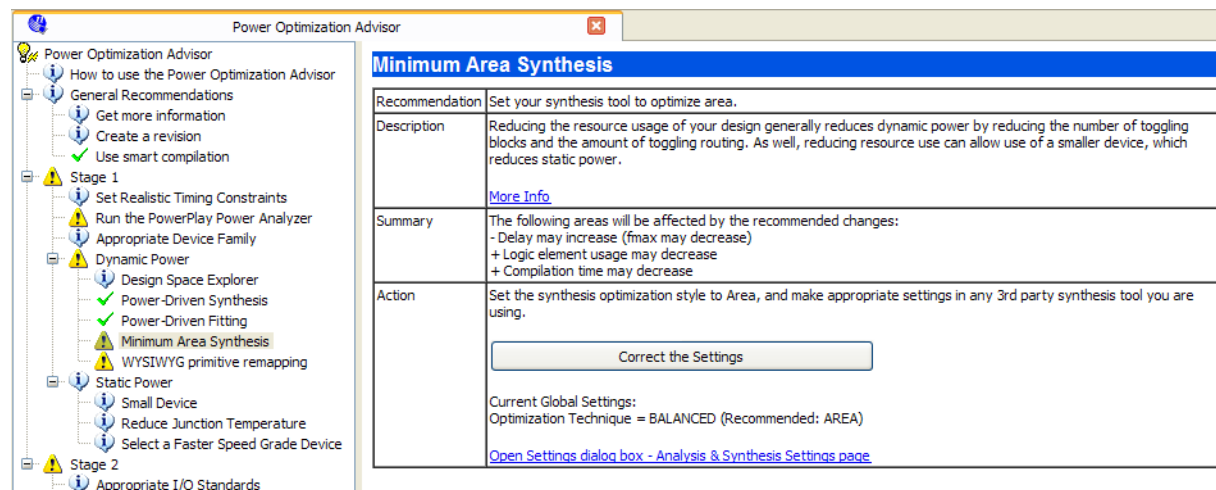 Power Optimization Advisor
Power Optimization Advisor
How to use the Power Optimization Advisor
General Recommendations
Get more information
Create a revision
Use smart compilation
Stage 1
Set Realistic Timing Constraints
Run the PowerPlay Power Analyzer
Appropriate Device Family
Dynamic Power
Design Space Explorer
Power-Driven Synthesis
Power-Driven Fitting
Minimum Area Synthesis
WYSIWYG primitive remapping
Static Power
Small Device
Reduce Junction Temperature
Select a Faster Speed Grade Device
Stage 2
Appropriate I/O Standards
Minimum Area Synthesis
Recommendation Set your synthesis tool to optimize area.
Description Reducing the resource usage of your design generally reduces dynamic power by reducing the number of toggling
blocks and the amount of toggling routing. As well, reducing resource use can allow use of a smaller device, which
reduces static power.
More Info
Summary The following areas will be affected by the recommended changes:
- Delay may increase (fmax may decrease)
+ Logic element usage may decrease
+ Compilation time may decrease
Action Set the synthesis optimization style to Area, and make appropriate settings in any 3rd party synthesis tool you are
using.
Correct the Settings
Current Global Settings:
Optimization Technique = BALANCED (Recommended: AREA)
Open Settings dialog box - Analysis & Synthesis Settings page